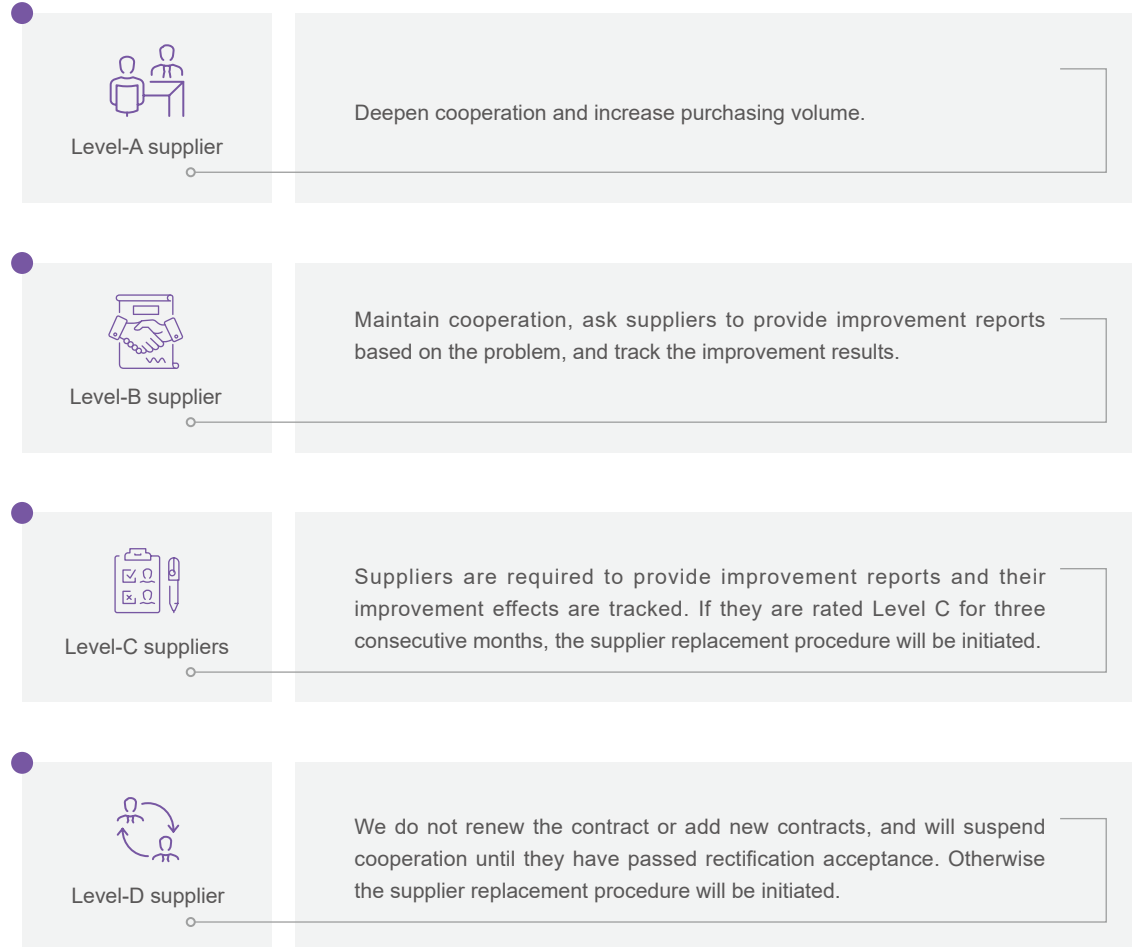 Level-A supplier
Deepen cooperation and increase purchasing volume.
Level-B supplier
Maintain cooperation, ask suppliers to provide improvement reports
based on the problem, and track the improvement results.
Level-C suppliers
Suppliers are required to provide improvement reports and their
improvement effects are tracked. If they are rated Level C for three
consecutive months, the supplier replacement procedure will be initiated.
Level-D supplier
We do not renew the contract or add new contracts, and will suspend
cooperation until they have passed rectification acceptance. Otherwise
the supplier replacement procedure will be initiated.